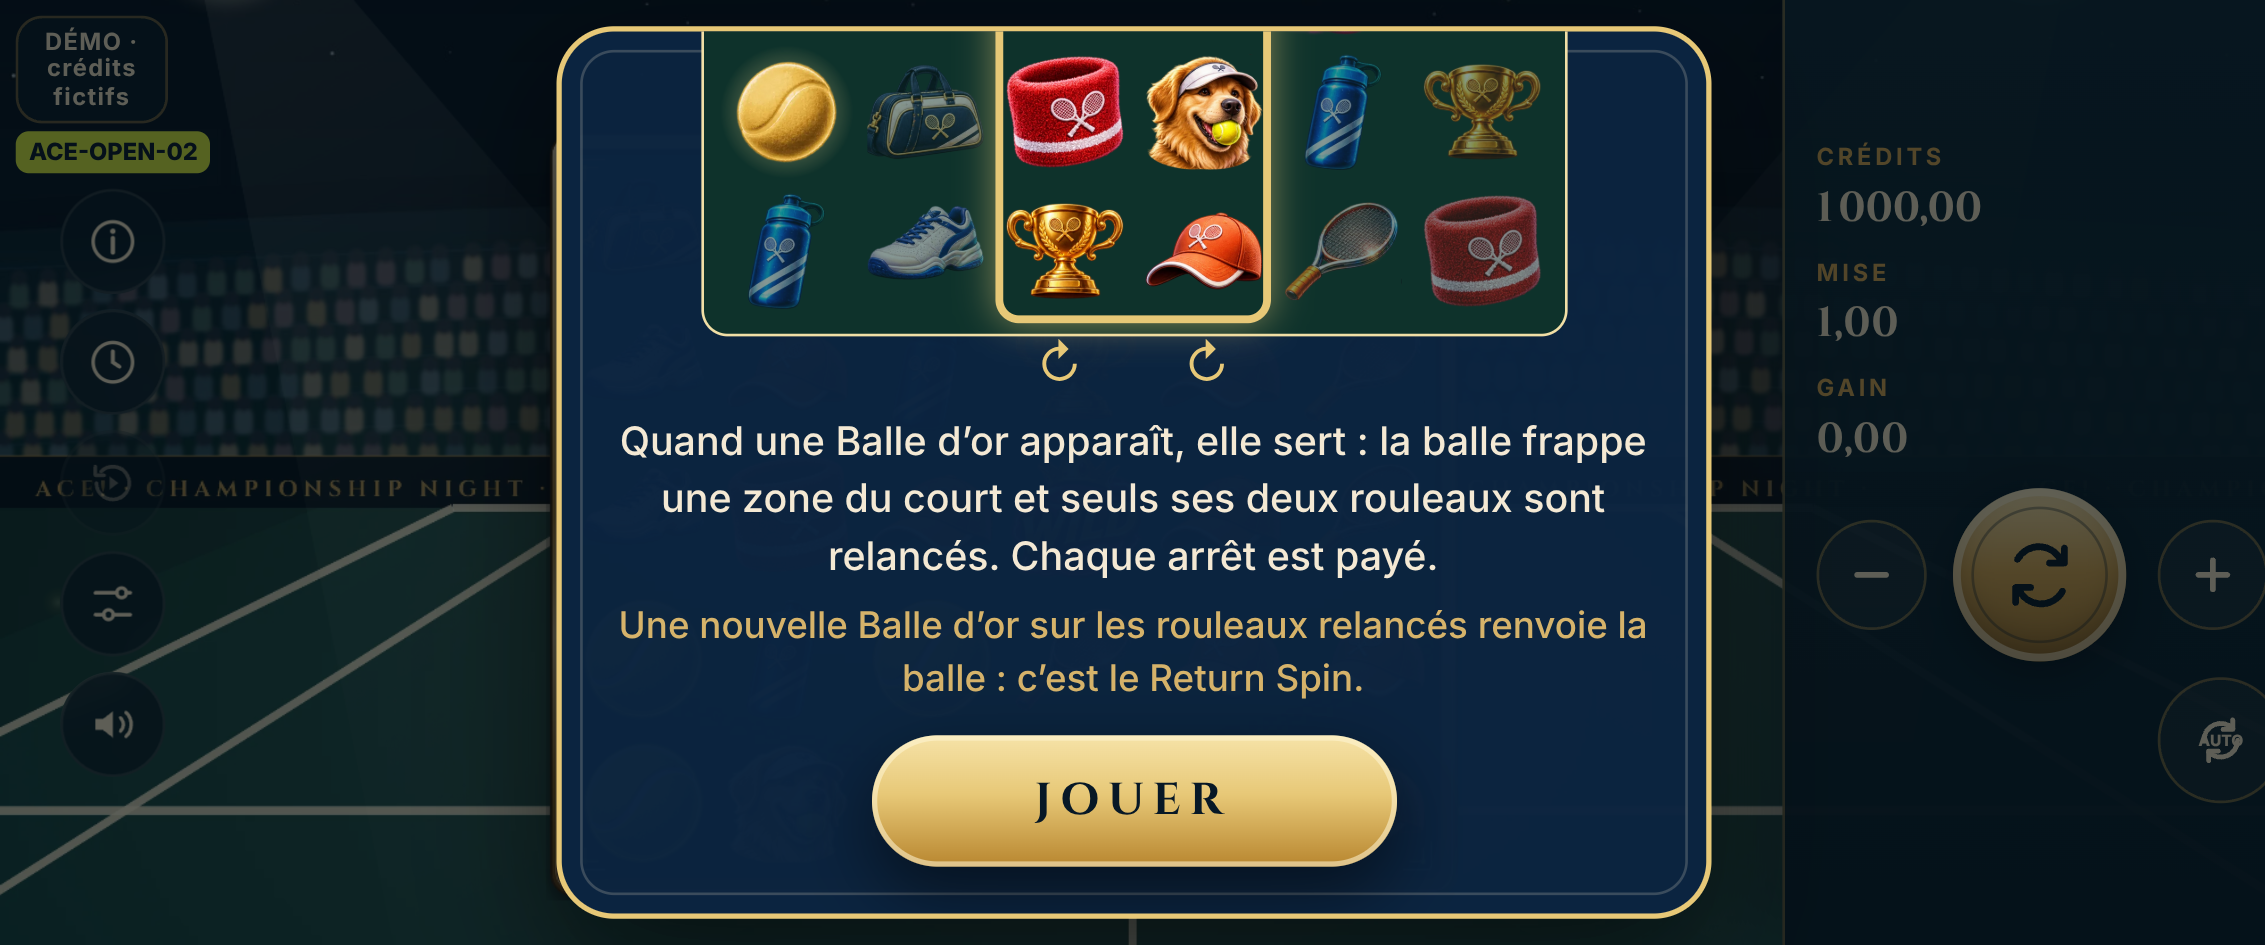 DÉMO ·
crédits
fictifs
ACE-OPEN-02
ACE! · CHAMPIONSHIP NIGHT ·
Quand une Balle d’or apparaît, elle sert : la balle frappe
une zone du court et seuls ses deux rouleaux sont
relancés. Chaque arrêt est payé.
Une nouvelle Balle d’or sur les rouleaux relancés renvoie la
balle : c’est le Return Spin.
JOUER
CRÉDITS
1 000,00
MISE
1,00
GAIN
0,00
AUTO